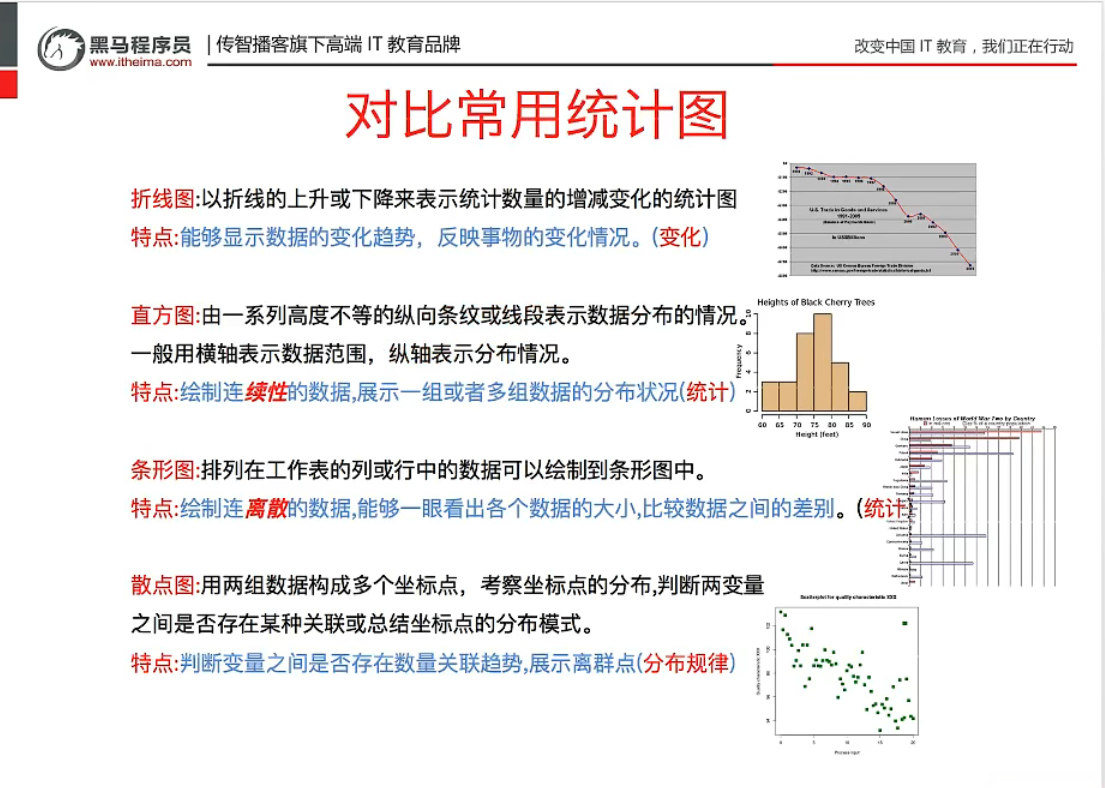 黑马程序员
www.itheima.com
传智播客旗下高端 IT 教育品牌
改变中国 IT 教育，我们正在行动
对比常用统计图
折线图:以折线的上升或下降来表示统计数量的增减变化的统计图
特点:能够显示数据的变化趋势，反映事物的变化情况。(变化)
U.S. Trade in Goods and Services
直方图:由一系列高度不等的纵向条纹或线段表示数据分布的情况。
一般用横轴表示数据范围，纵轴表示分布情况。
特点:绘制连续性的数据,展示一组或者多组数据的分布状况(统计)
Heights of Black Cherry Trees
Frequency
0 2 4 6 8 10
60 65 70 75 80 85 90
Height (feet)
条形图:排列在工作表的列或行中的数据可以绘制到条形图中。
特点:绘制连离散的数据,能够一眼看出各个数据的大小,比较数据之间的差别。(统计
Human Losses of World War Two by Country
散点图:用两组数据构成多个坐标点，考察坐标点的分布,判断两变量
之间是否存在某种关联或总结坐标点的分布模式。
特点:判断变量之间是否存在数量关联趋势,展示离群点(分布规律)
Scatterplot for quality characteristic XXX
0 5 10 15 20
Process input